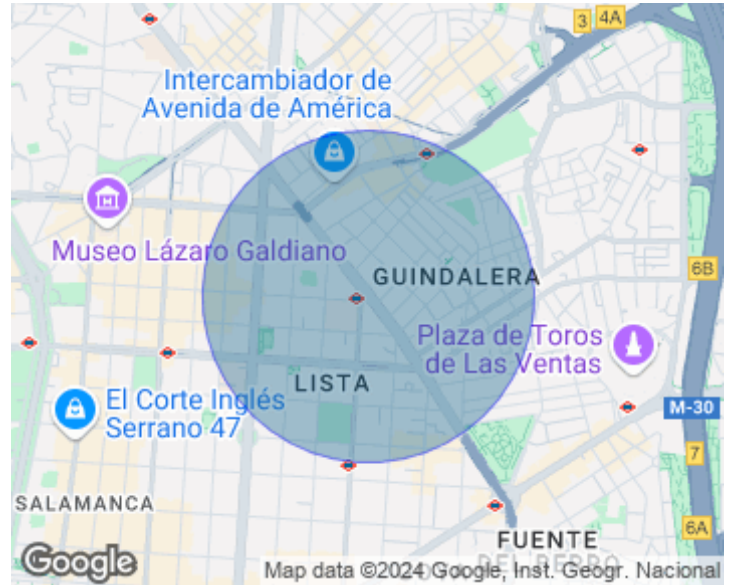 3 4A
Intercambiador de
Avenida de América
Museo Lázaro Galdiano
GUINDALERA
6B
Plaza de Toros
de Las Ventas
LISTA
El Corte Inglés
Serrano 47
M-30
7
SALAMANCA
6A
FUENTE
DEL BERRO
Google
Map data ©2024 Google, Inst. Geogr. Nacional